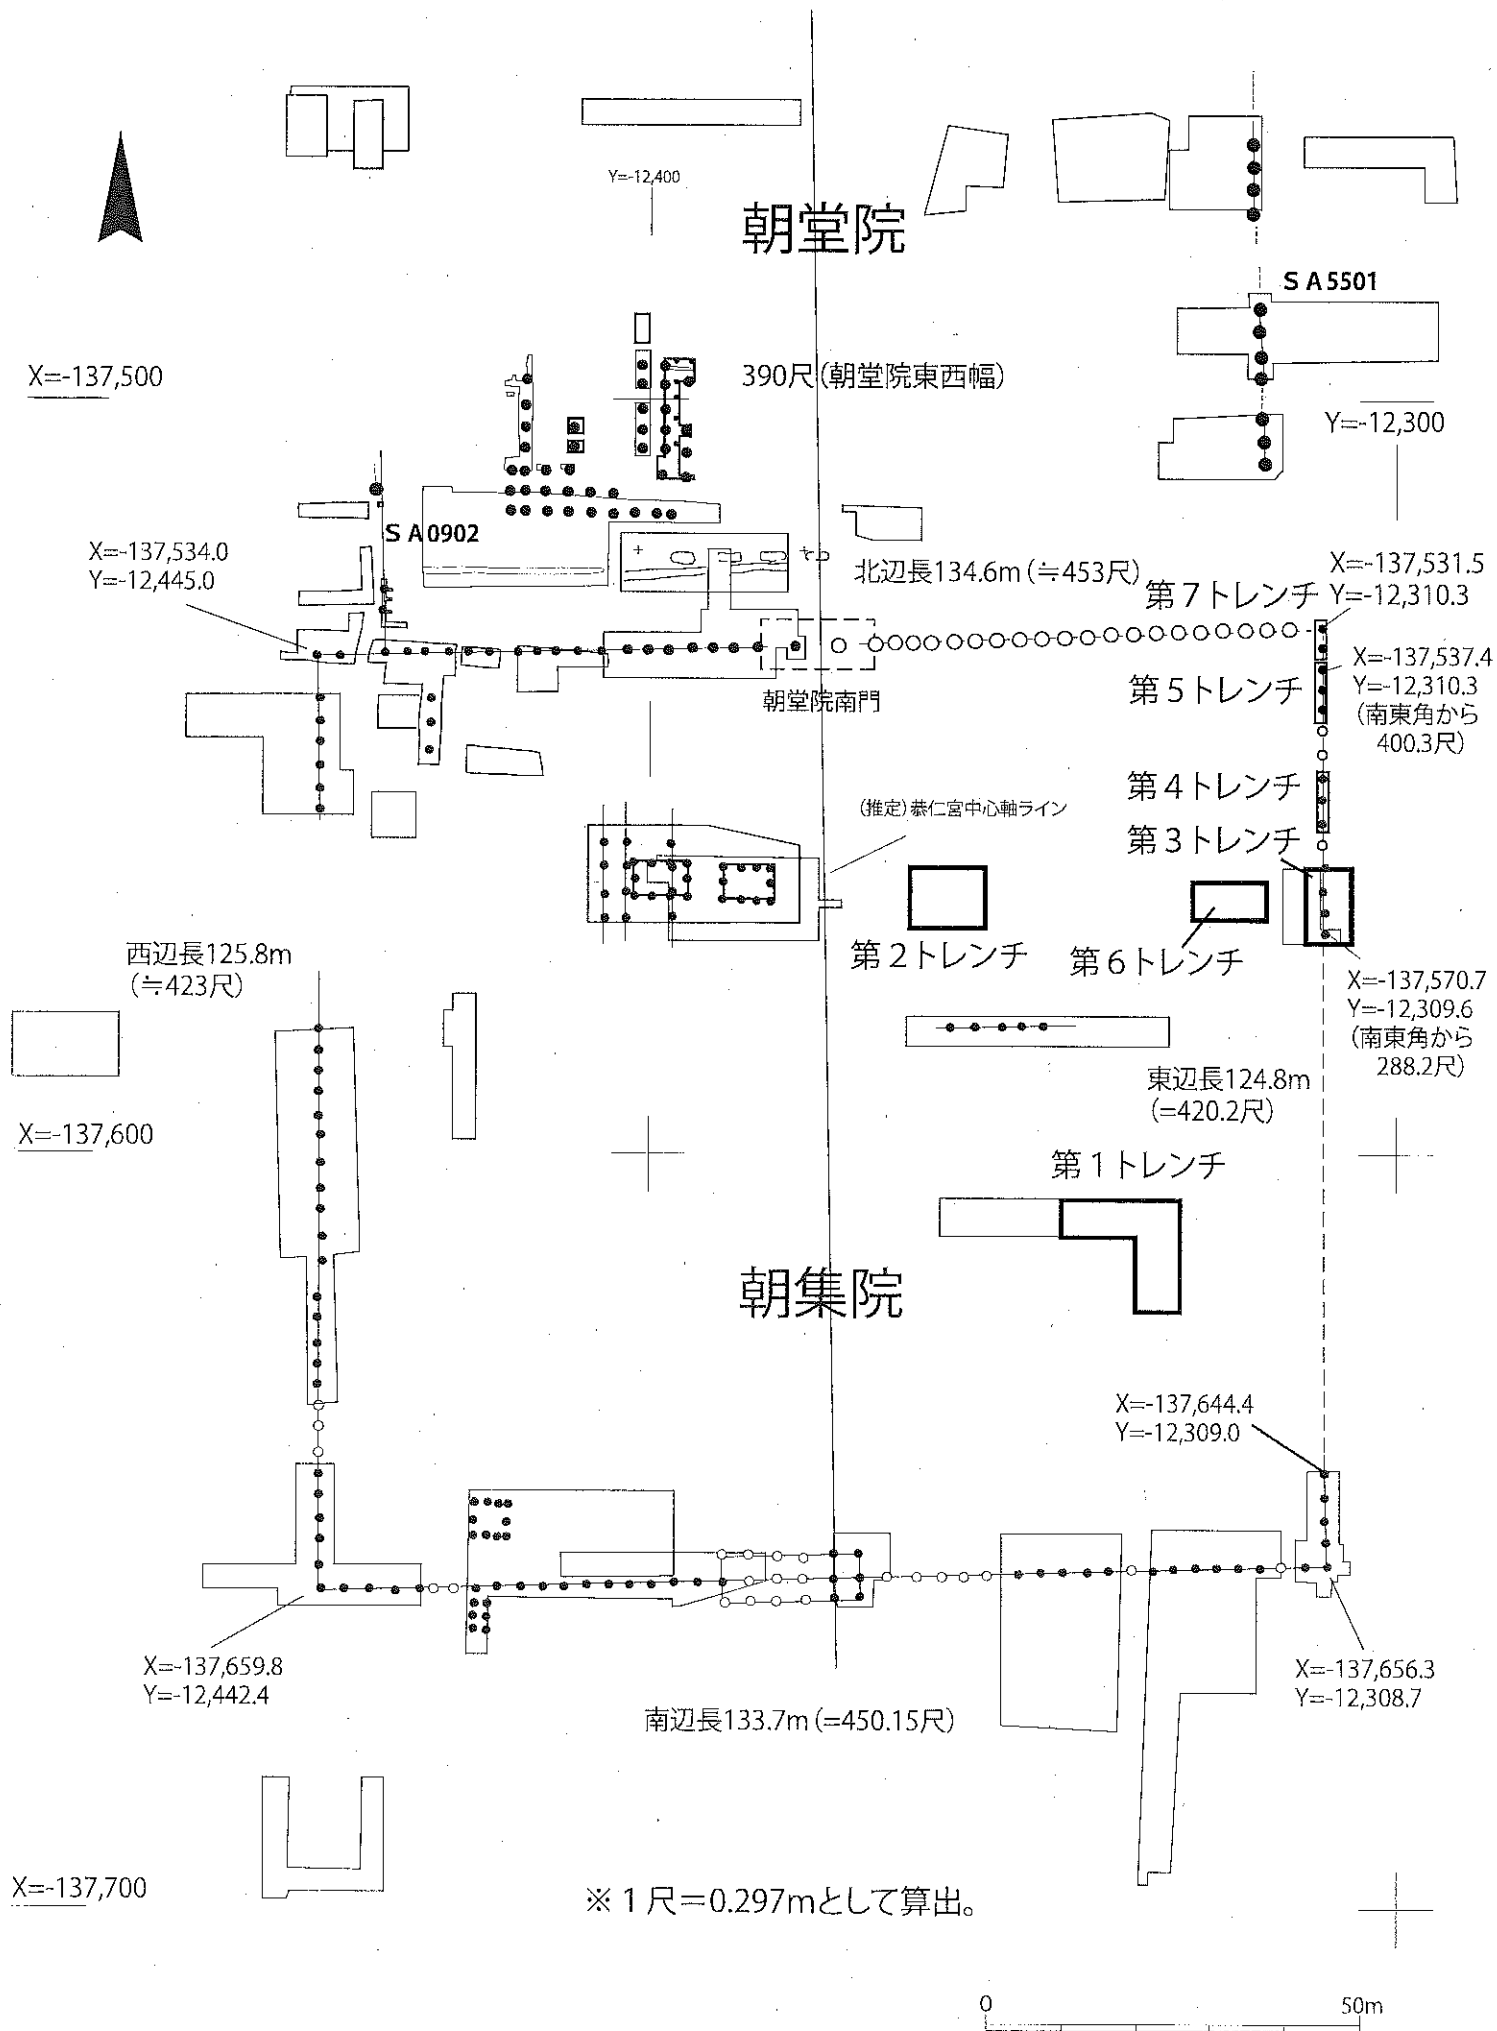 Y=-12,400
朝堂院
ＳＡ5501
X=-137,500
390尺(朝堂院東西幅)
Y=-12,300
ＳＡ0902
X=-137,534.0
Y=-12,445.0
北辺長134.6m(≒453尺)
第７トレンチ
X=-137,531.5
Y=-12,310.3
第５トレンチ
X=-137,537.4
Y=-12,310.3
(南東角から
400.3尺)
朝堂院南門
第４トレンチ
(推定)恭仁宮中心軸ライン
第３トレンチ
西辺長125.8m
(≒423尺)
第２トレンチ
第６トレンチ
X=-137,570.7
Y=-12,309.6
(南東角から
288.2尺)
東辺長124.8m
(=420.2尺)
X=-137,600
第１トレンチ
朝集院
X=-137,644.4
Y=-12,309.0
X=-137,659.8
Y=-12,442.4
X=-137,656.3
Y=-12,308.7
南辺長133.7m(=450.15尺)
X=-137,700
※１尺＝0.297mとして算出。
0 50m